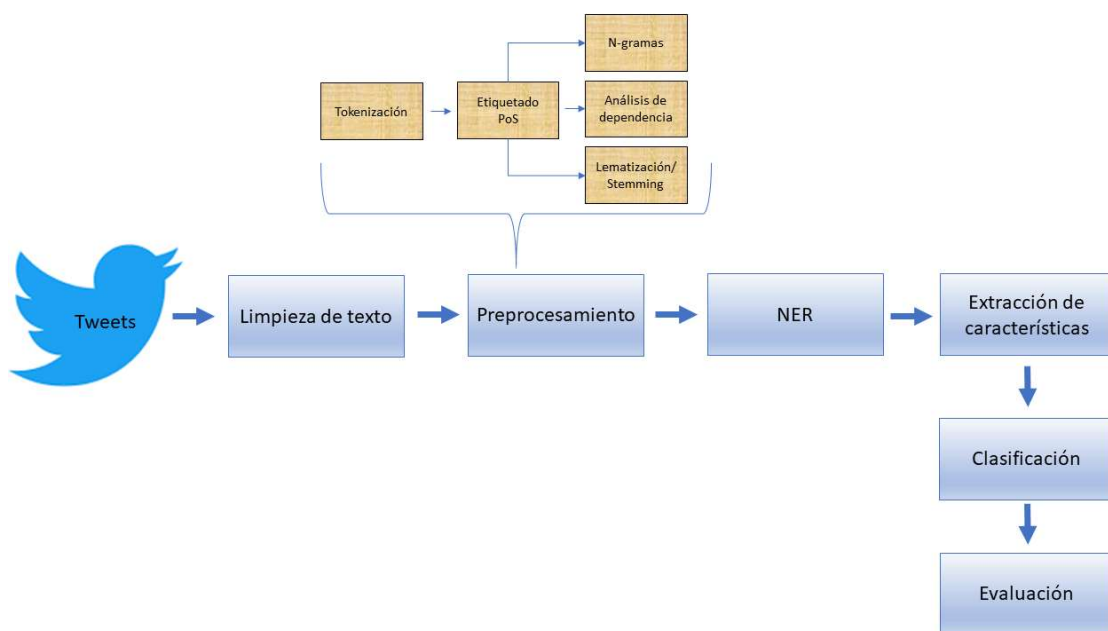 N-gramas
Tokenización
Etiquetado
PoS
Análisis de
dependencia
Lematización/
Stemming
Tweets
Limpieza de texto
Preprocesamiento
NER
Extracción de
características
Clasificación
Evaluación